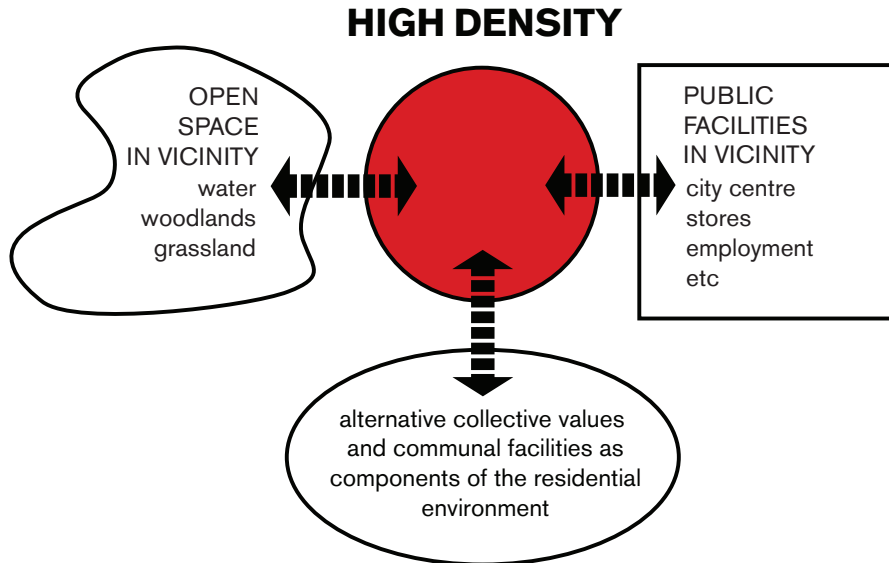 HIGH DENSITY
OPEN
SPACE
IN VICINITY
water
woodlands
grassland
PUBLIC
FACILITIES
IN VICINITY
city centre
stores
employment
etc
alternative collective values
and communal facilities as
components of the residential
environment